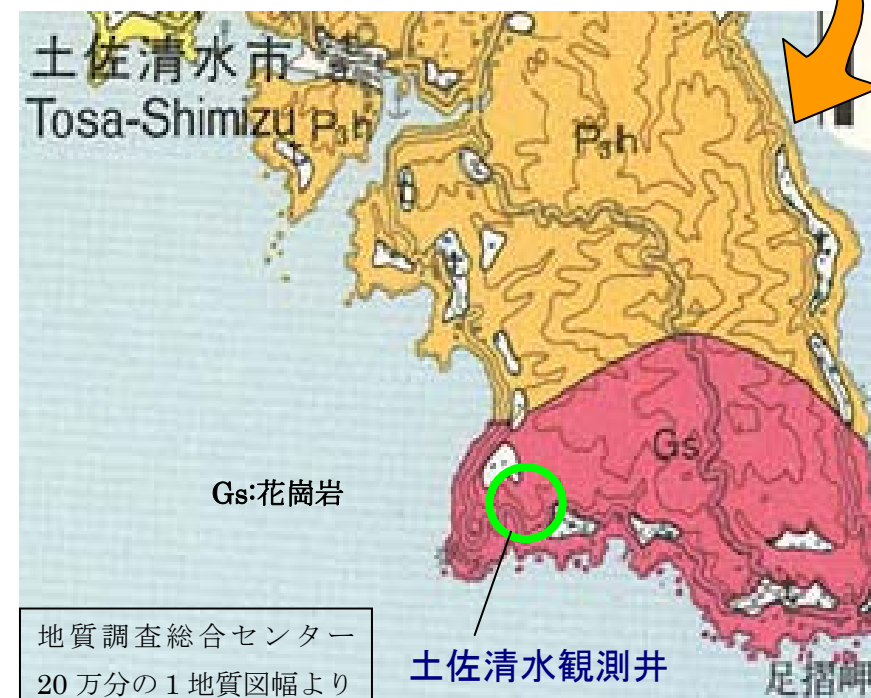 土佐清水市
Tosa-Shimizu
P₃h
P₃h
Gs
Gs:花崗岩
地質調査総合センター
20万分の1地質図幅より
土佐清水観測井
足摺岬